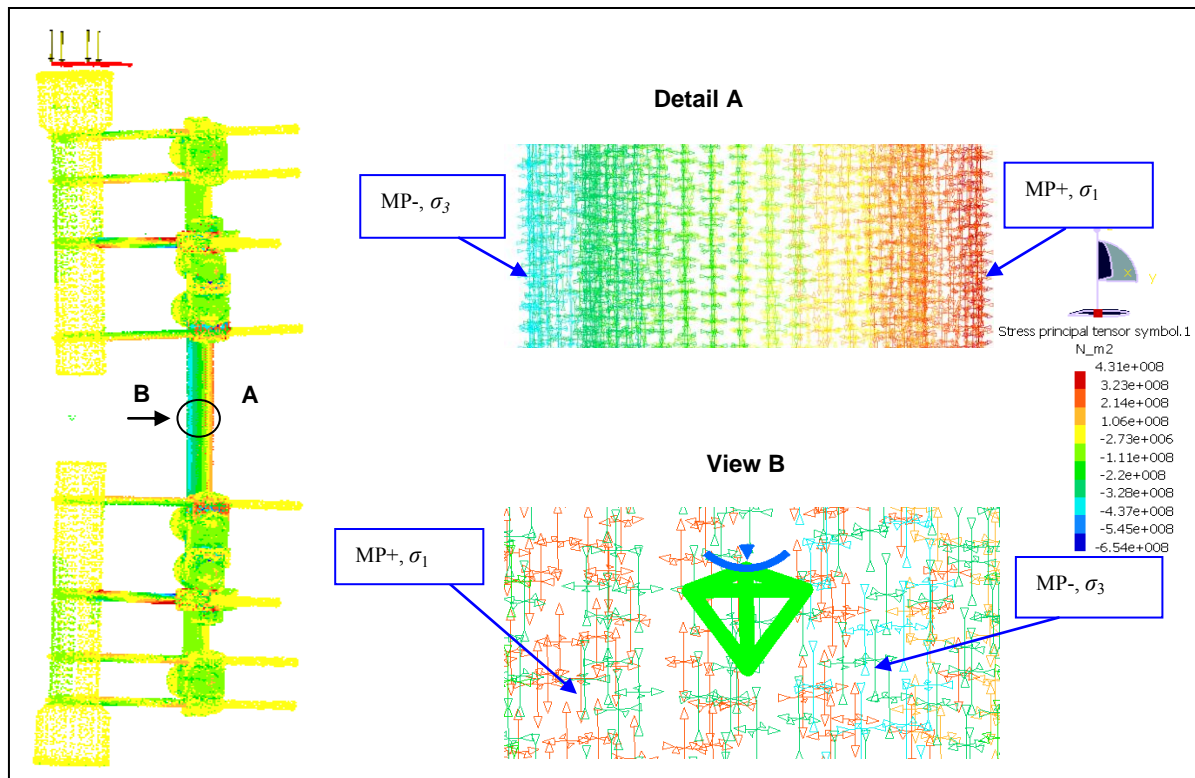 Detail A
MP-, σ3
MP+, σ1
x
y
Stress principal tensor symbol.1
N_m2
4.31e+008
3.23e+008
2.14e+008
1.06e+008
-2.73e+006
-1.11e+008
-2.2e+008
-3.28e+008
-4.37e+008
-5.45e+008
-6.54e+008
B
A
View B
MP+, σ1
MP-, σ3